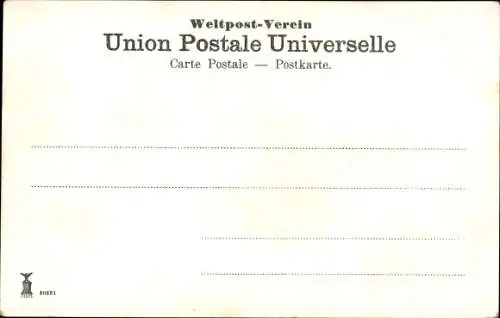 Weltpost-Verein
Union Postale Universelle
Carte Postale — Postkarte.